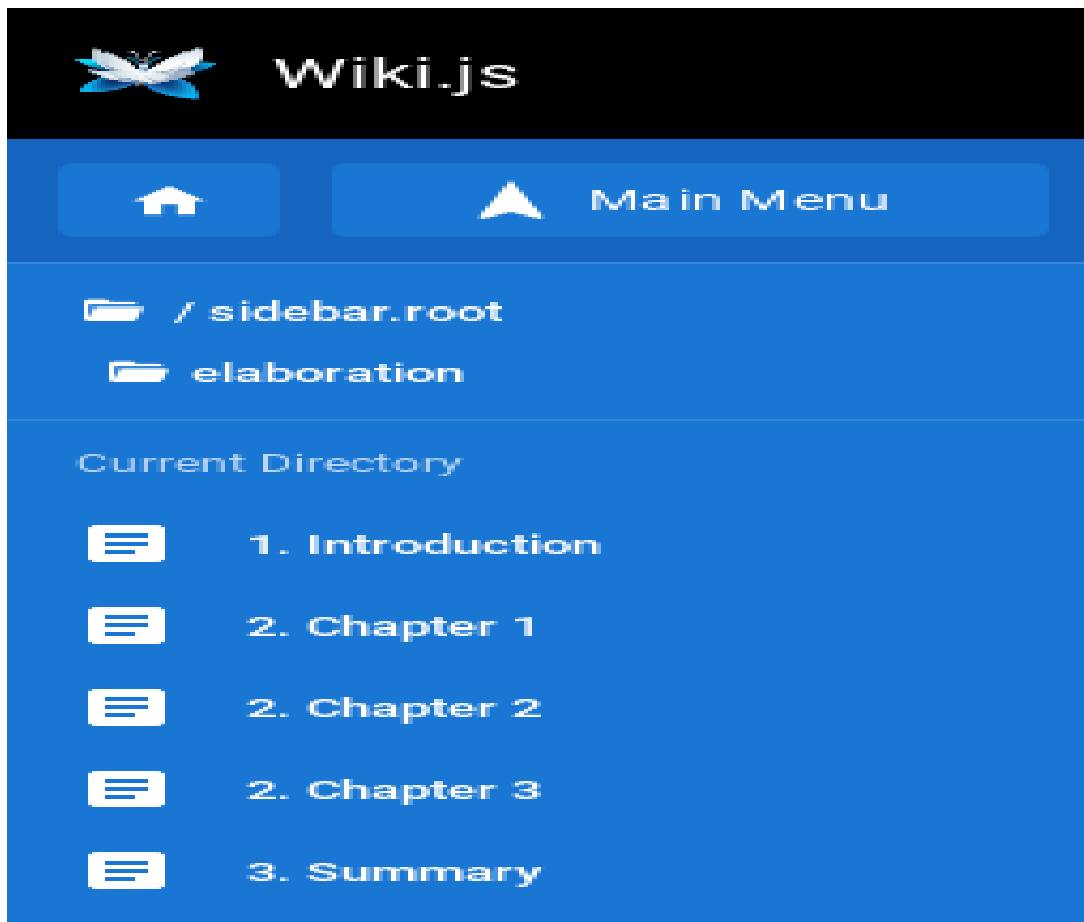 Wiki.js
Main Menu
/ sidebar.root
elaboration
Current Directory
1. Introduction
2. Chapter 1
2. Chapter 2
2. Chapter 3
3. Summary